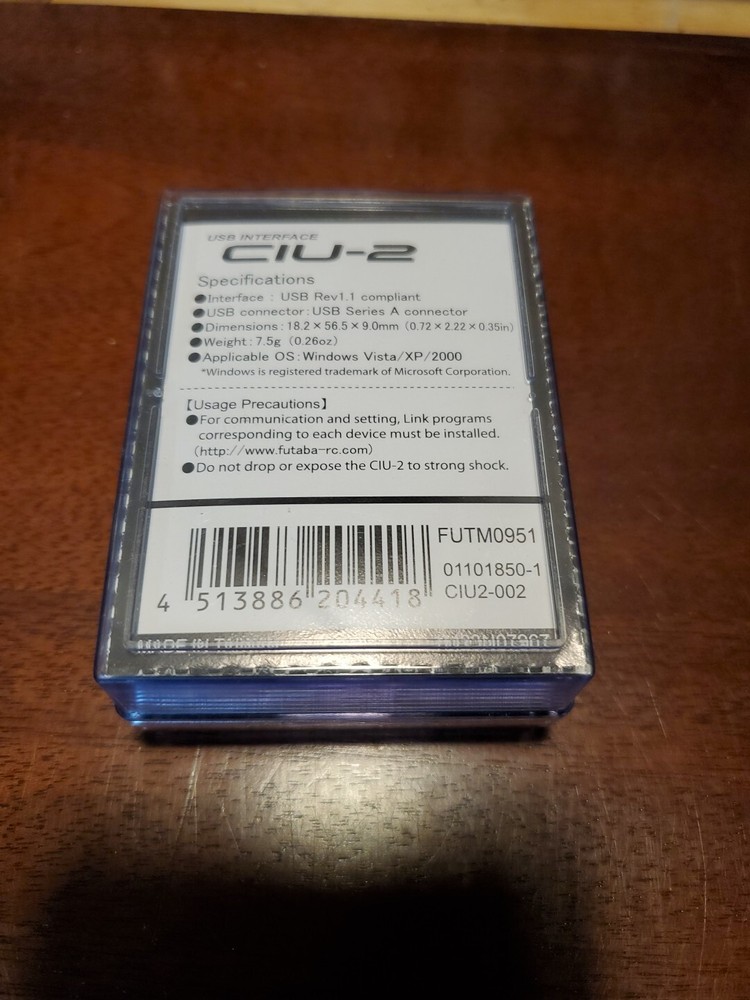 USB INTERFACE
CIU-2
Specifications
●Interface : USB Rev1.1 compliant
●USB connector:USB Series A connector
●Dimensions:18.2×56.5×9.0mm (0.72×2.22×0.35in)
●Weight:7.5g (0.26oz)
●Applicable OS:Windows Vista/XP/2000
*Windows is registered trademark of Microsoft Corporation.
【Usage Precautions】
●For communication and setting, Link programs
corresponding to each device must be installed.
(http://www.futaba-rc.com)
●Do not drop or expose the CIU-2 to strong shock.
FUTM0951
01101850-1
CIU2-002
4 513886 204418
MADE IN